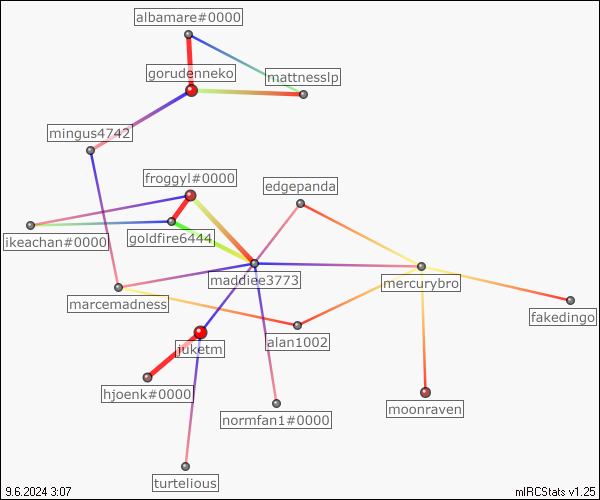 albamare#0000
gorudenneko
mattnesslp
mingus4742
froggyl#0000
edgepanda
ikeachan#0000
goldfire6444
maddiee3773
mercurybro
marcemadness
fakedingo
alan1002
juketm
hjoenk#0000
moonraven
normfan1#0000
turtelious
9.6.2024 3:07
mIRCStats v1.25